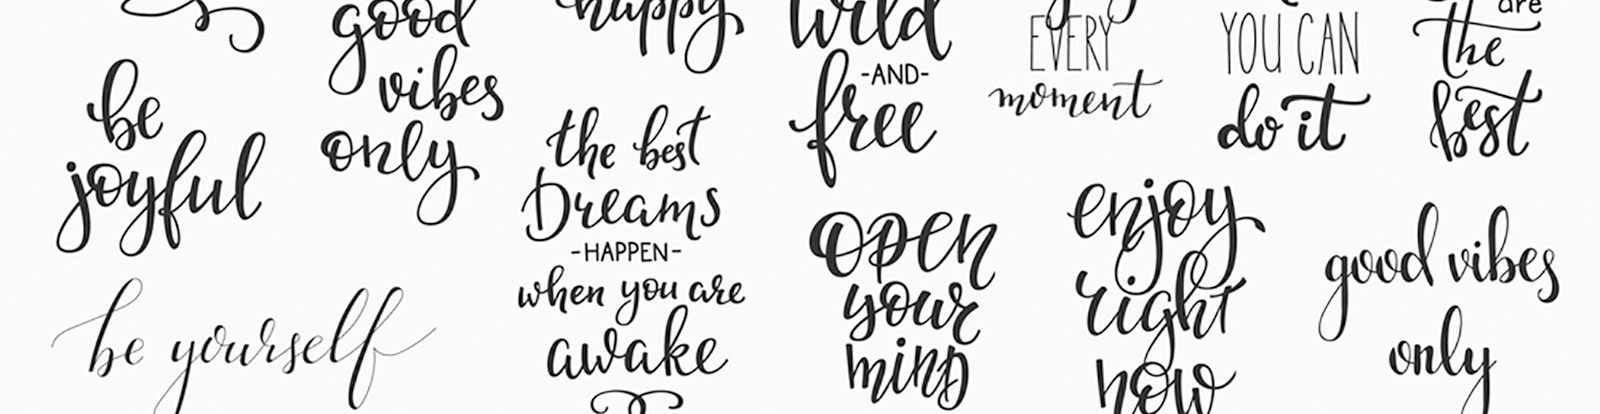 be
joyful
be yourself
good
vibes
only
happy
the best
Dreams
-HAPPEN-
when you are
awake
wild
-AND-
free
open
your
mind
EVERY
moment
enjoy
right
now
YOU CAN
do it
are
the
best
good vibes
only